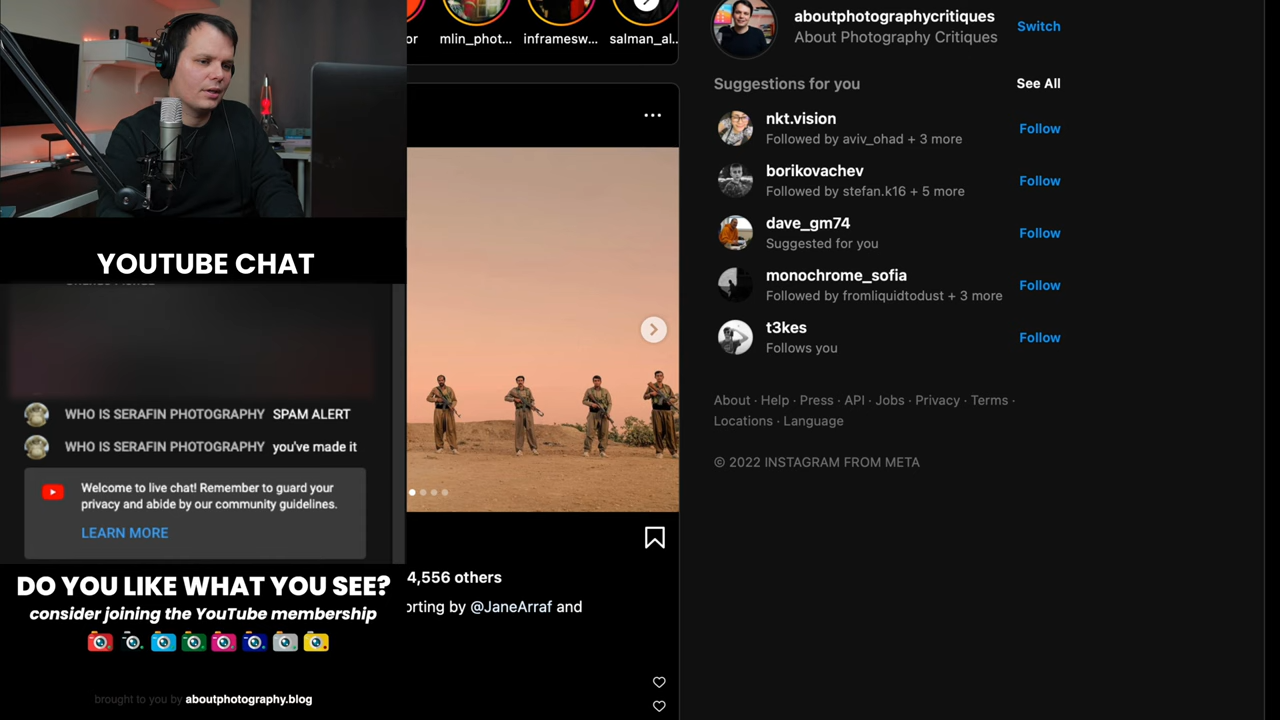 YOUTUBE CHAT
WHO IS SERAFIN PHOTOGRAPHY SPAM ALERT
WHO IS SERAFIN PHOTOGRAPHY you've made it
Welcome to live chat! Remember to guard your
privacy and abide by our community guidelines.
LEARN MORE
DO YOU LIKE WHAT YOU SEE?
consider joining the YouTube membership
brought to you by aboutphotography.blog
or mlin_phot... inframesw... salman_al...
4,556 others
orting by @JaneArraf and
aboutphotographycritiques
About Photography Critiques
Switch
Suggestions for you See All
nkt.vision
Followed by aviv_ohad + 3 more
Follow
borikovachev
Followed by stefan.k16 + 5 more
Follow
dave_gm74
Suggested for you
Follow
monochrome_sofia
Followed by fromliquidtodust + 3 more
Follow
t3kes
Follows you
Follow
About · Help · Press · API · Jobs · Privacy · Terms ·
Locations · Language
© 2022 INSTAGRAM FROM META